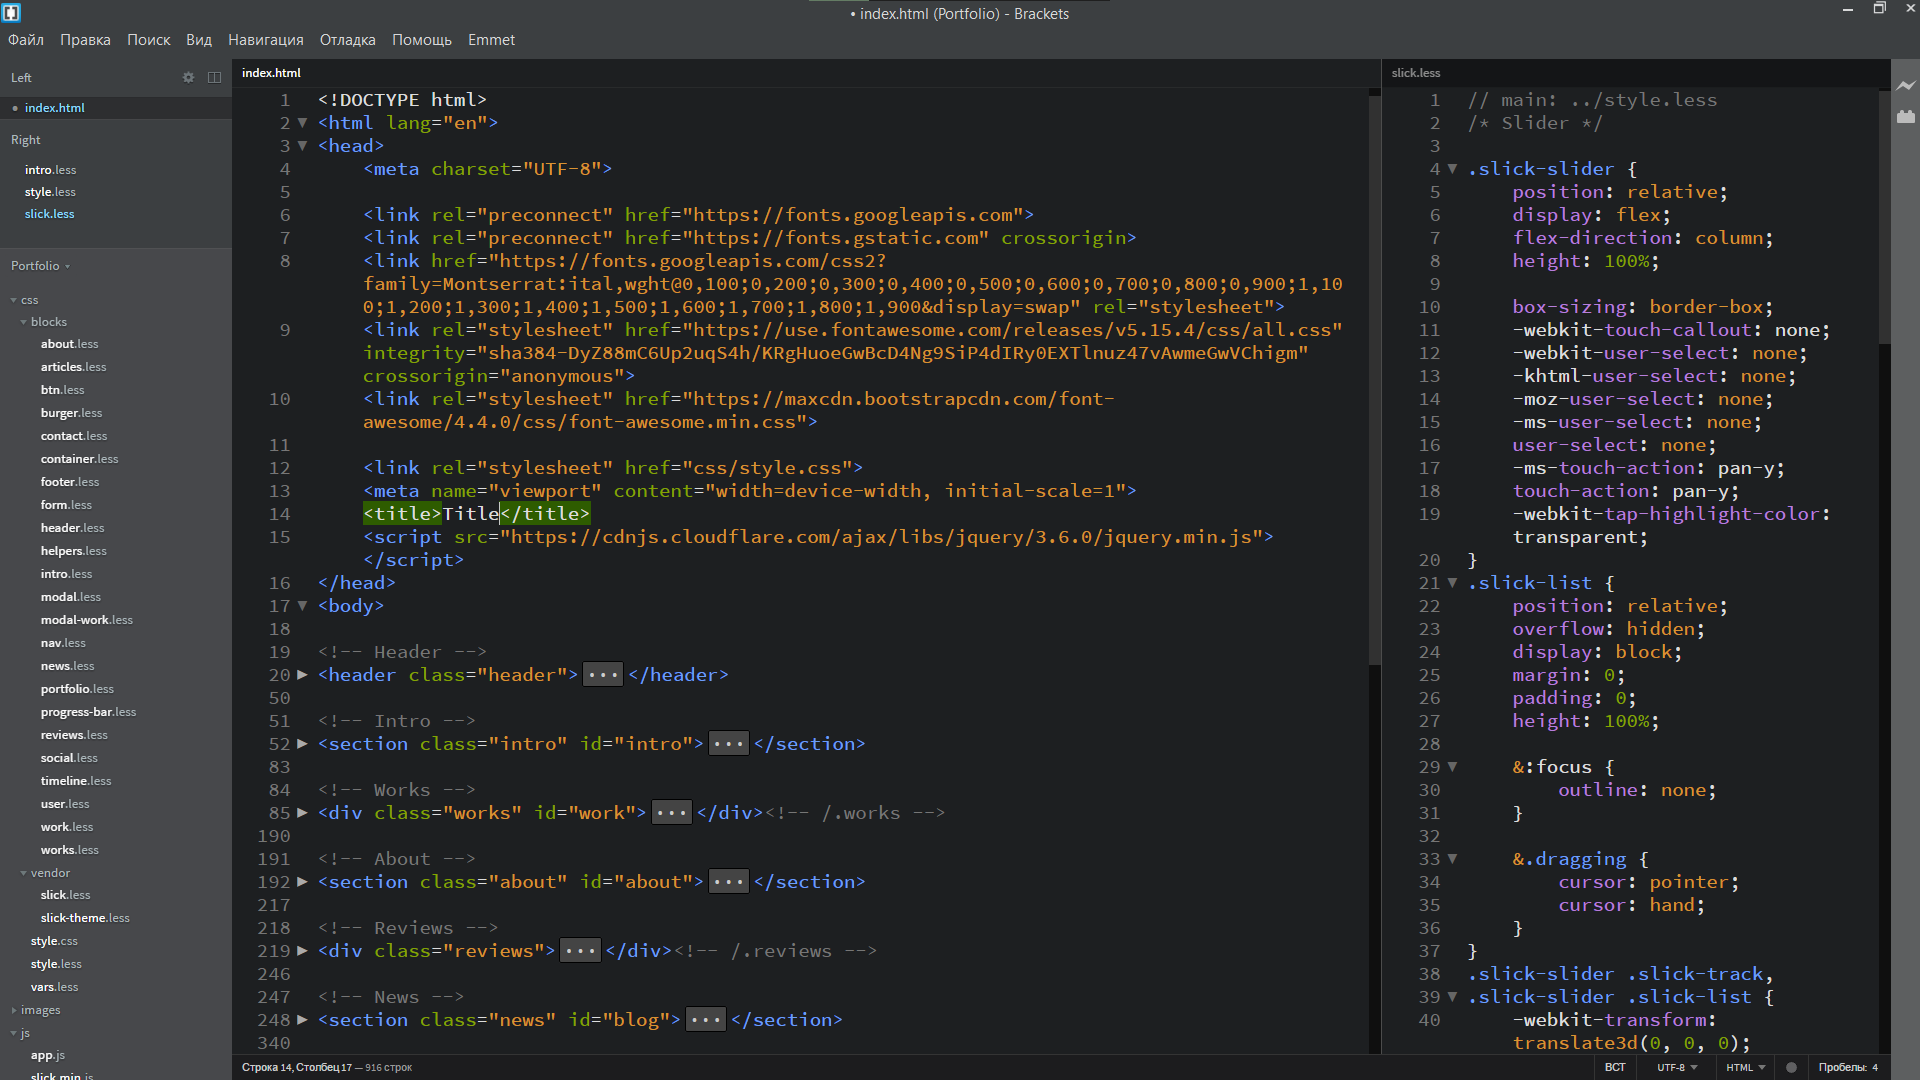 • index.html (Portfolio) - Brackets
Файл Правка Поиск Вид Навигация Отладка Помощь Emmet
Left
• index.html
Right
intro.less
style.less
slick.less
Portfolio
css
blocks
about.less
articles.less
btn.less
burger.less
contact.less
container.less
footer.less
form.less
header.less
helpers.less
intro.less
modal.less
modal-work.less
nav.less
news.less
portfolio.less
progress-bar.less
reviews.less
social.less
timeline.less
user.less
work.less
works.less
vendor
slick.less
slick-theme.less
style.css
style.less
vars.less
images
js
app.js
slick.min.js
index.html
1 <!DOCTYPE html>
2 <html lang="en">
3 <head>
4 <meta charset="UTF-8">
5
6 <link rel="preconnect" href="https://fonts.googleapis.com">
7 <link rel="preconnect" href="https://fonts.gstatic.com" crossorigin>
8 <link href="https://fonts.googleapis.com/css2?
family=Montserrat:ital,wght@0,100;0,200;0,300;0,400;0,500;0,600;0,700;0,800;0,900;1,10
0;1,200;1,300;1,400;1,500;1,600;1,700;1,800;1,900&display=swap" rel="stylesheet">
9 <link rel="stylesheet" href="https://use.fontawesome.com/releases/v5.15.4/css/all.css"
integrity="sha384-DyZ88mC6Up2uqS4h/KRgHuoeGwBcD4Ng9SiP4dIRy0EXTlnuz47vAwmeGwVChigm"
crossorigin="anonymous">
10 <link rel="stylesheet" href="https://maxcdn.bootstrapcdn.com/font-
awesome/4.4.0/css/font-awesome.min.css">
11
12 <link rel="stylesheet" href="css/style.css">
13 <meta name="viewport" content="width=device-width, initial-scale=1">
14 <title>Title</title>
15 <script src="https://cdnjs.cloudflare.com/ajax/libs/jquery/3.6.0/jquery.min.js">
</script>
16 </head>
17 <body>
18
19 <!-- Header -->
20 <header class="header">...</header>
50
51 <!-- Intro -->
52 <section class="intro" id="intro">...</section>
83
84 <!-- Works -->
85 <div class="works" id="work">...</div><!-- /.works -->
190
191 <!-- About -->
192 <section class="about" id="about">...</section>
217
218 <!-- Reviews -->
219 <div class="reviews">...</div><!-- /.reviews -->
246
247 <!-- News -->
248 <section class="news" id="blog">...</section>
340
slick.less
1 // main: ../style.less
2 /* Slider */
3
4 .slick-slider {
5 position: relative;
6 display: flex;
7 flex-direction: column;
8 height: 100%;
9
10 box-sizing: border-box;
11 -webkit-touch-callout: none;
12 -webkit-user-select: none;
13 -khtml-user-select: none;
14 -moz-user-select: none;
15 -ms-user-select: none;
16 user-select: none;
17 -ms-touch-action: pan-y;
18 touch-action: pan-y;
19 -webkit-tap-highlight-color:
transparent;
20 }
21 .slick-list {
22 position: relative;
23 overflow: hidden;
24 display: block;
25 margin: 0;
26 padding: 0;
27 height: 100%;
28
29 &:focus {
30 outline: none;
31 }
32
33 &.dragging {
34 cursor: pointer;
35 cursor: hand;
36 }
37 }
38 .slick-slider .slick-track,
39 .slick-slider .slick-list {
40 -webkit-transform:
translate3d(0, 0, 0);
Строка 14, Столбец 17 — 916 строк
ВСТ UTF-8 HTML Пробелы: 4